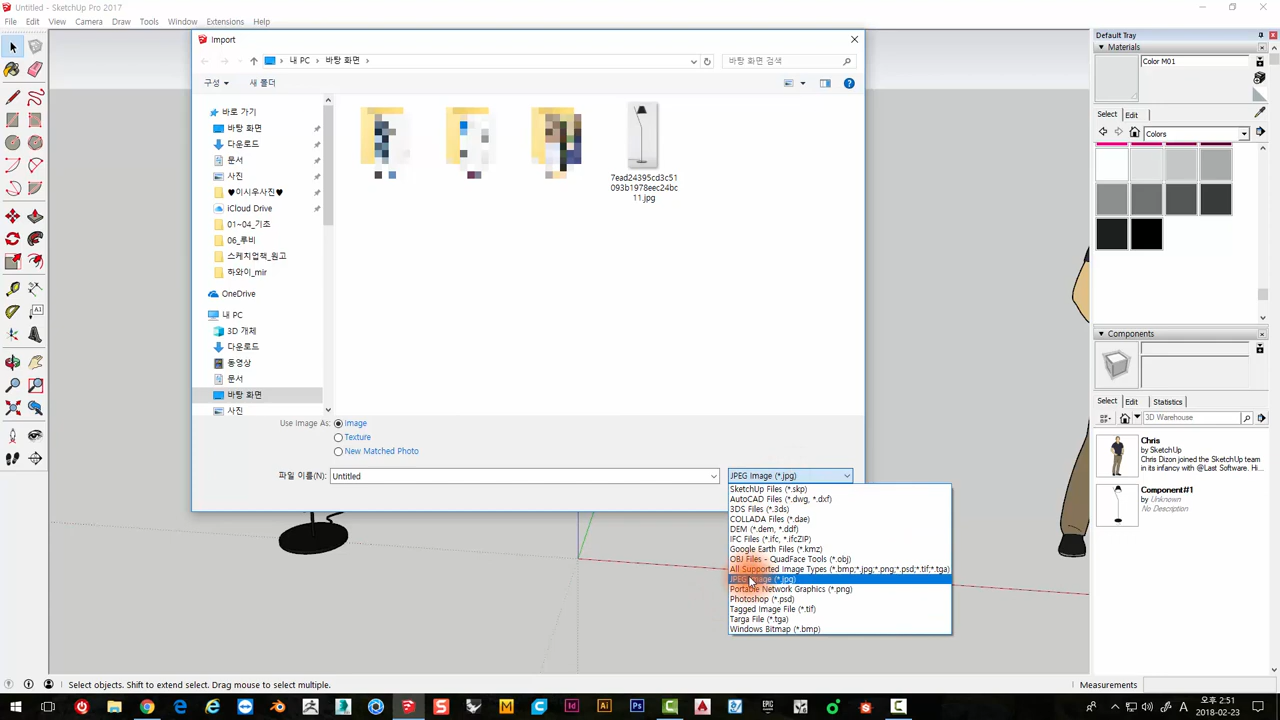 Untitled - SketchUp Pro 2017
File Edit View Camera Draw Tools Window Extensions Help
Import
내 PC 바탕 화면
바탕 화면 검색
구성 새 폴더
바로 가기
바탕 화면
다운로드
문서
사진
♥이시우사진♥
iCloud Drive
01~04_기조
06_루비
스케치업책_원고
하와이_mir
OneDrive
내 PC
3D 개체
다운로드
동영상
문서
바탕 화면
사진
7ead24395cd3c51
093b1978eec24bc
11.jpg
Use Image As: Image
Texture
New Matched Photo
파일 이름(N): Untitled
JPEG Image (*.jpg)
SketchUp Files (*.skp)
AutoCAD Files (*.dwg, *.dxf)
3DS Files (*.3ds)
COLLADA Files (*.dae)
DEM (*.dem, *.ddf)
IFC Files (*.ifc, *.ifcZIP)
Google Earth Files (*.kmz)
OBJ Files - QuadFace Tools (*.obj)
All Supported Image Types (*.bmp;*.jpg;*.png;*.psd;*.tif;*.tga)
JPEG Image (*.jpg)
Portable Network Graphics (*.png)
Photoshop (*.psd)
Tagged Image File (*.tif)
Targa File (*.tga)
Windows Bitmap (*.bmp)
Default Tray
Materials
Color M01
Select Edit
Colors
Components
Select Edit Statistics
3D Warehouse
Chris
by SketchUp
Chris Dizon joined the SketchUp team
in its infancy with @Last Software. Hi...
Component#1
by Unknown
No Description
Select objects. Shift to extend select. Drag mouse to select multiple.
Measurements
오후 2:51
2018-02-23